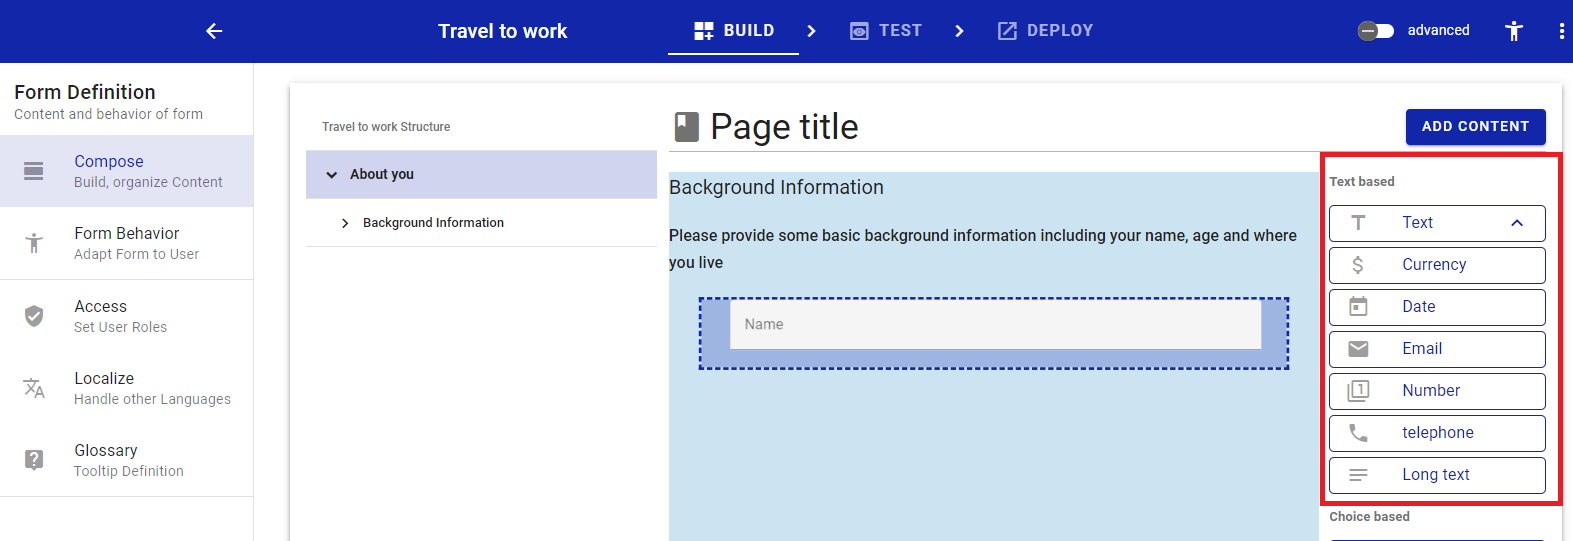 Travel to work
BUILD
TEST
DEPLOY
advanced
Form Definition
Content and behavior of form
Compose
Build, organize Content
Form Behavior
Adapt Form to User
Access
Set User Roles
Localize
Handle other Languages
Glossary
Tooltip Definition
Travel to work Structure
About you
Background Information
Page title
ADD CONTENT
Background Information
Please provide some basic background information including your name, age and where
you live
Name
Text based
Text
Currency
Date
Email
Number
telephone
Long text
Choice based